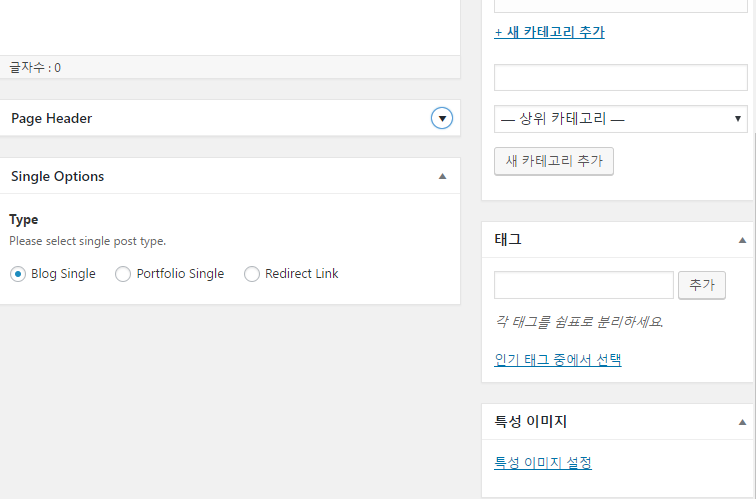 글자수 : 0
Page Header
Single Options
Type
Please select single post type.
Blog Single Portfolio Single Redirect Link
+ 새 카테고리 추가
— 상위 카테고리 —
새 카테고리 추가
태그
추가
각 태그를 쉼표로 분리하세요.
인기 태그 중에서 선택
특성 이미지
특성 이미지 설정